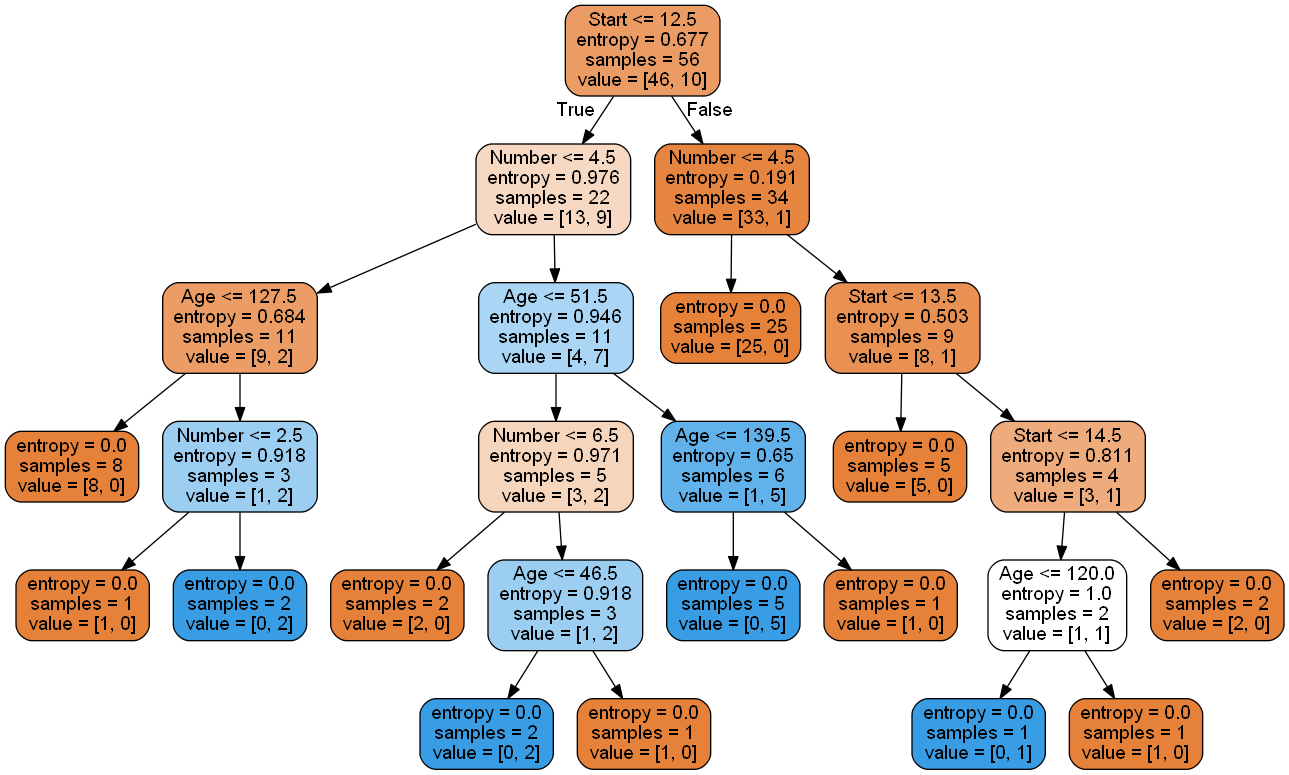 Start <= 12.5
entropy = 0.677
samples = 56
value = [46, 10]
True
False
Number <= 4.5
entropy = 0.976
samples = 22
value = [13, 9]
Number <= 4.5
entropy = 0.191
samples = 34
value = [33, 1]
Age <= 127.5
entropy = 0.684
samples = 11
value = [9, 2]
Age <= 51.5
entropy = 0.946
samples = 11
value = [4, 7]
entropy = 0.0
samples = 25
value = [25, 0]
Start <= 13.5
entropy = 0.503
samples = 9
value = [8, 1]
entropy = 0.0
samples = 8
value = [8, 0]
Number <= 2.5
entropy = 0.918
samples = 3
value = [1, 2]
Number <= 6.5
entropy = 0.971
samples = 5
value = [3, 2]
Age <= 139.5
entropy = 0.65
samples = 6
value = [1, 5]
entropy = 0.0
samples = 5
value = [5, 0]
Start <= 14.5
entropy = 0.811
samples = 4
value = [3, 1]
entropy = 0.0
samples = 1
value = [1, 0]
entropy = 0.0
samples = 2
value = [0, 2]
entropy = 0.0
samples = 2
value = [2, 0]
Age <= 46.5
entropy = 0.918
samples = 3
value = [1, 2]
entropy = 0.0
samples = 5
value = [0, 5]
entropy = 0.0
samples = 1
value = [1, 0]
Age <= 120.0
entropy = 1.0
samples = 2
value = [1, 1]
entropy = 0.0
samples = 2
value = [2, 0]
entropy = 0.0
samples = 2
value = [0, 2]
entropy = 0.0
samples = 1
value = [1, 0]
entropy = 0.0
samples = 1
value = [0, 1]
entropy = 0.0
samples = 1
value = [1, 0]